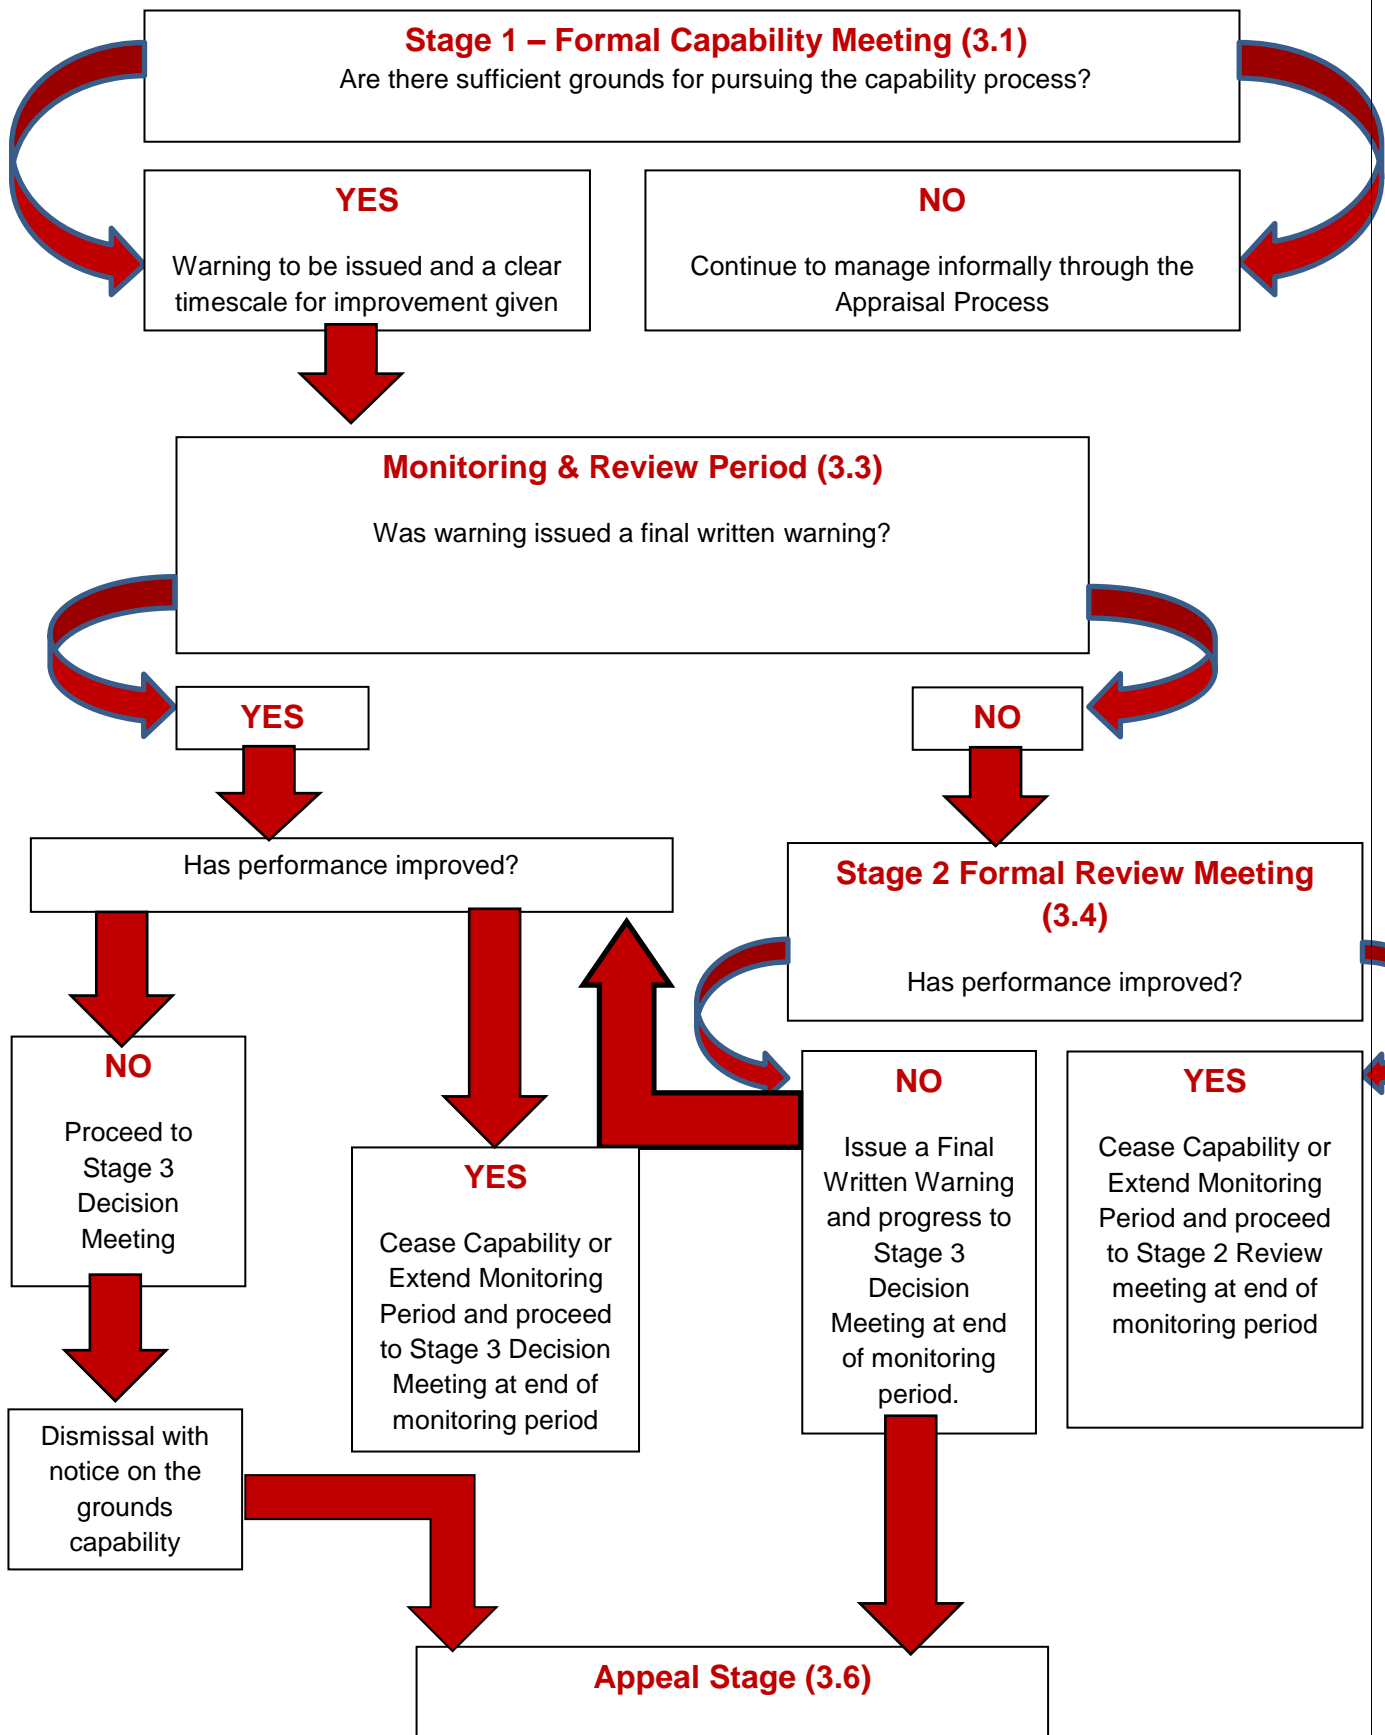 Stage 1 – Formal Capability Meeting (3.1)
Are there sufficient grounds for pursuing the capability process?
YES
Warning to be issued and a clear
timescale for improvement given
NO
Continue to manage informally through the
Appraisal Process
Monitoring & Review Period (3.3)
Was warning issued a final written warning?
YES
NO
Has performance improved?
Stage 2 Formal Review Meeting
(3.4)
Has performance improved?
NO
Proceed to
Stage 3
Decision
Meeting
YES
Cease Capability or
Extend Monitoring
Period and proceed
to Stage 3 Decision
Meeting at end of
monitoring period
NO
Issue a Final
Written Warning
and progress to
Stage 3
Decision
Meeting at end
of monitoring
period.
YES
Cease Capability or
Extend Monitoring
Period and proceed
to Stage 2 Review
meeting at end of
monitoring period
Dismissal with
notice on the
grounds
capability
Appeal Stage (3.6)